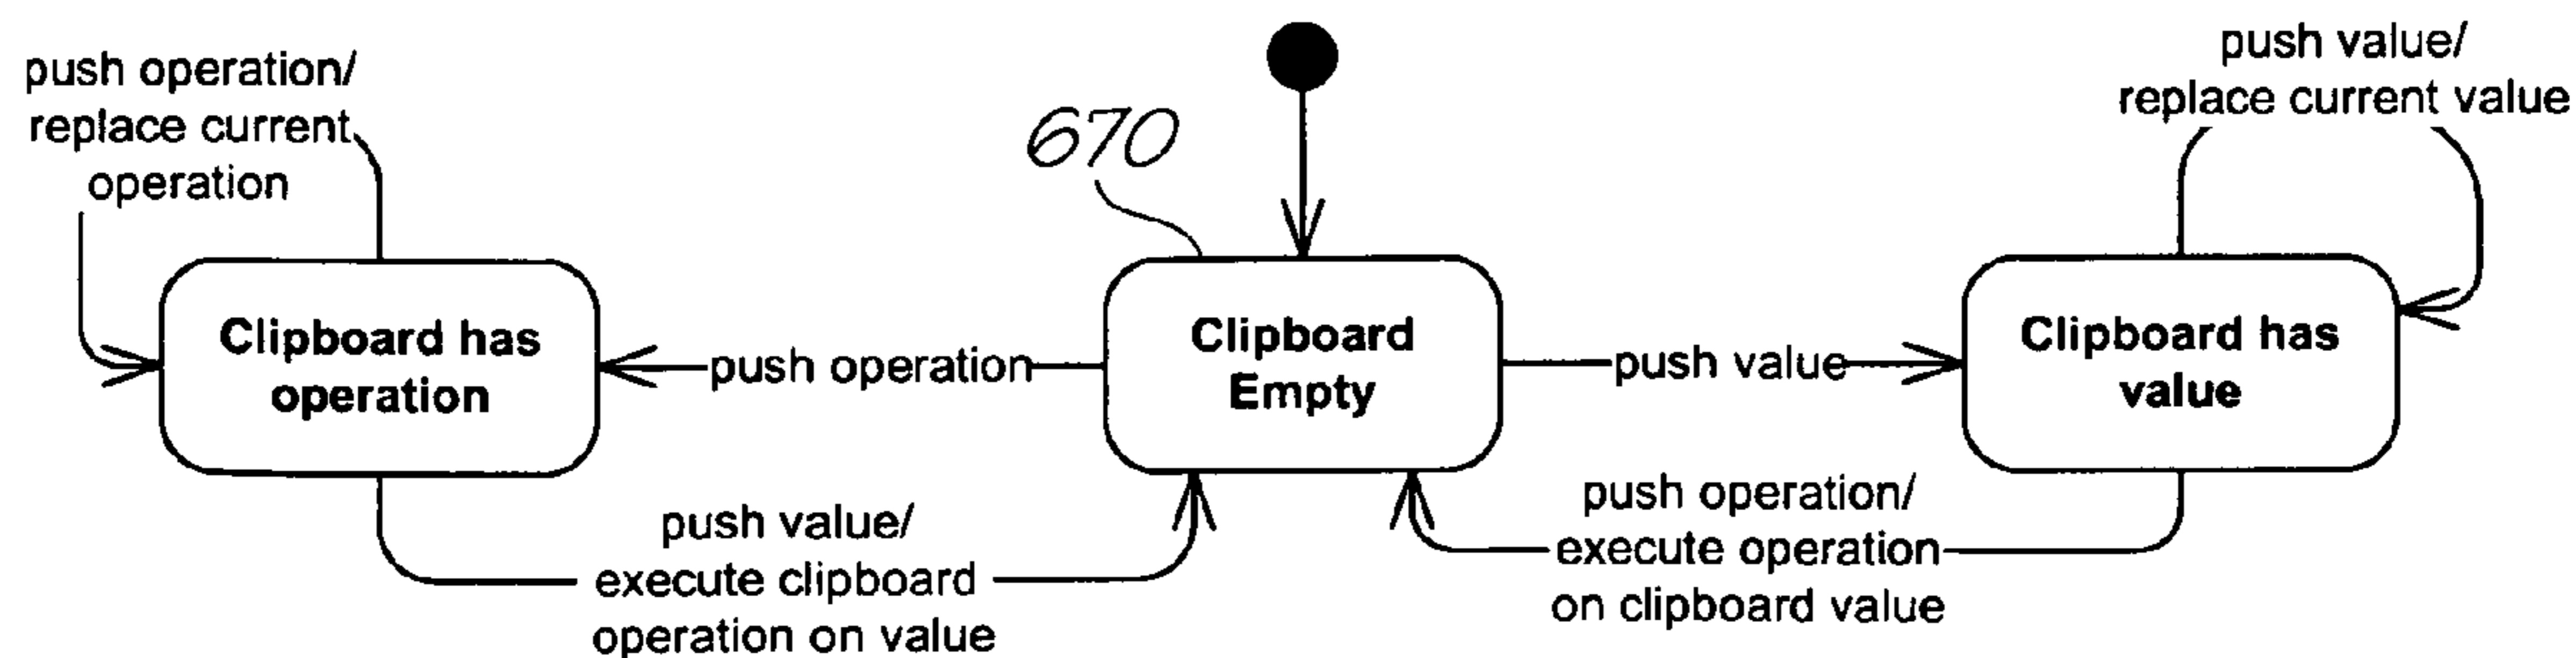 push operation/
replace current
operation
670
push value/
replace current value
Clipboard has
operation
push operation
Clipboard
Empty
push value
Clipboard has
value
push value/
execute clipboard
operation on value
push operation/
execute operation
on clipboard value